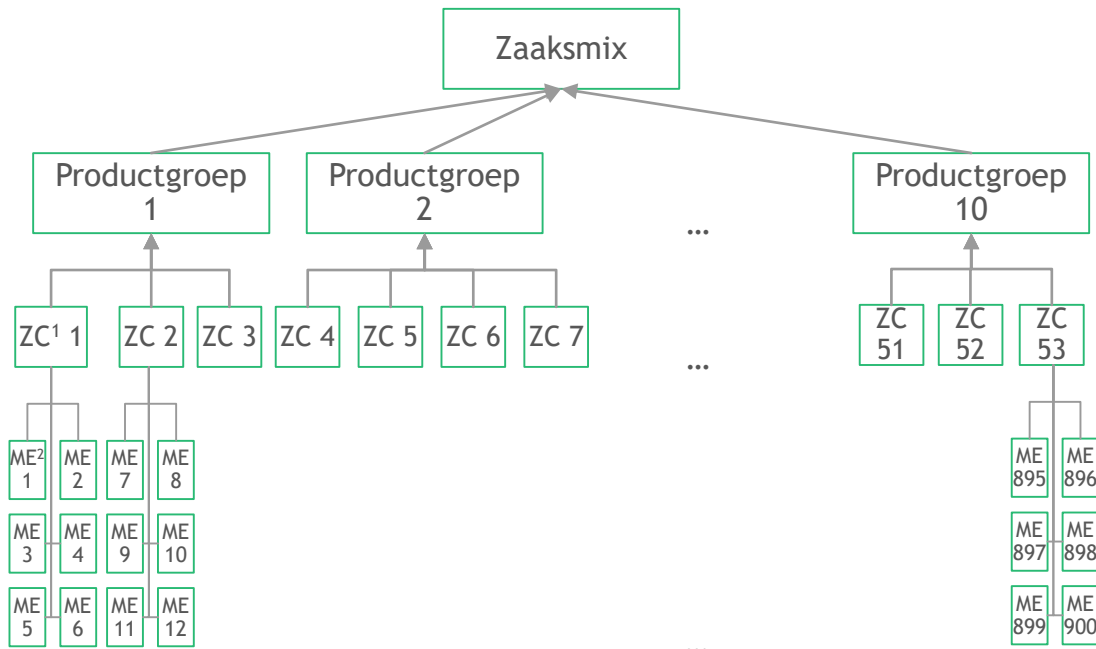 Zaaksmix
Productgroep
1
Productgroep
2
...
Productgroep
10
ZC¹ 1
ZC 2
ZC 3
ZC 4
ZC 5
ZC 6
ZC 7
...
ZC
51
ZC
52
ZC
53
ME²
1
ME
2
ME
7
ME
8
ME
895
ME
896
ME
3
ME
4
ME
9
ME
10
ME
897
ME
898
ME
5
ME
6
ME
11
ME
12
ME
899
ME
900
...